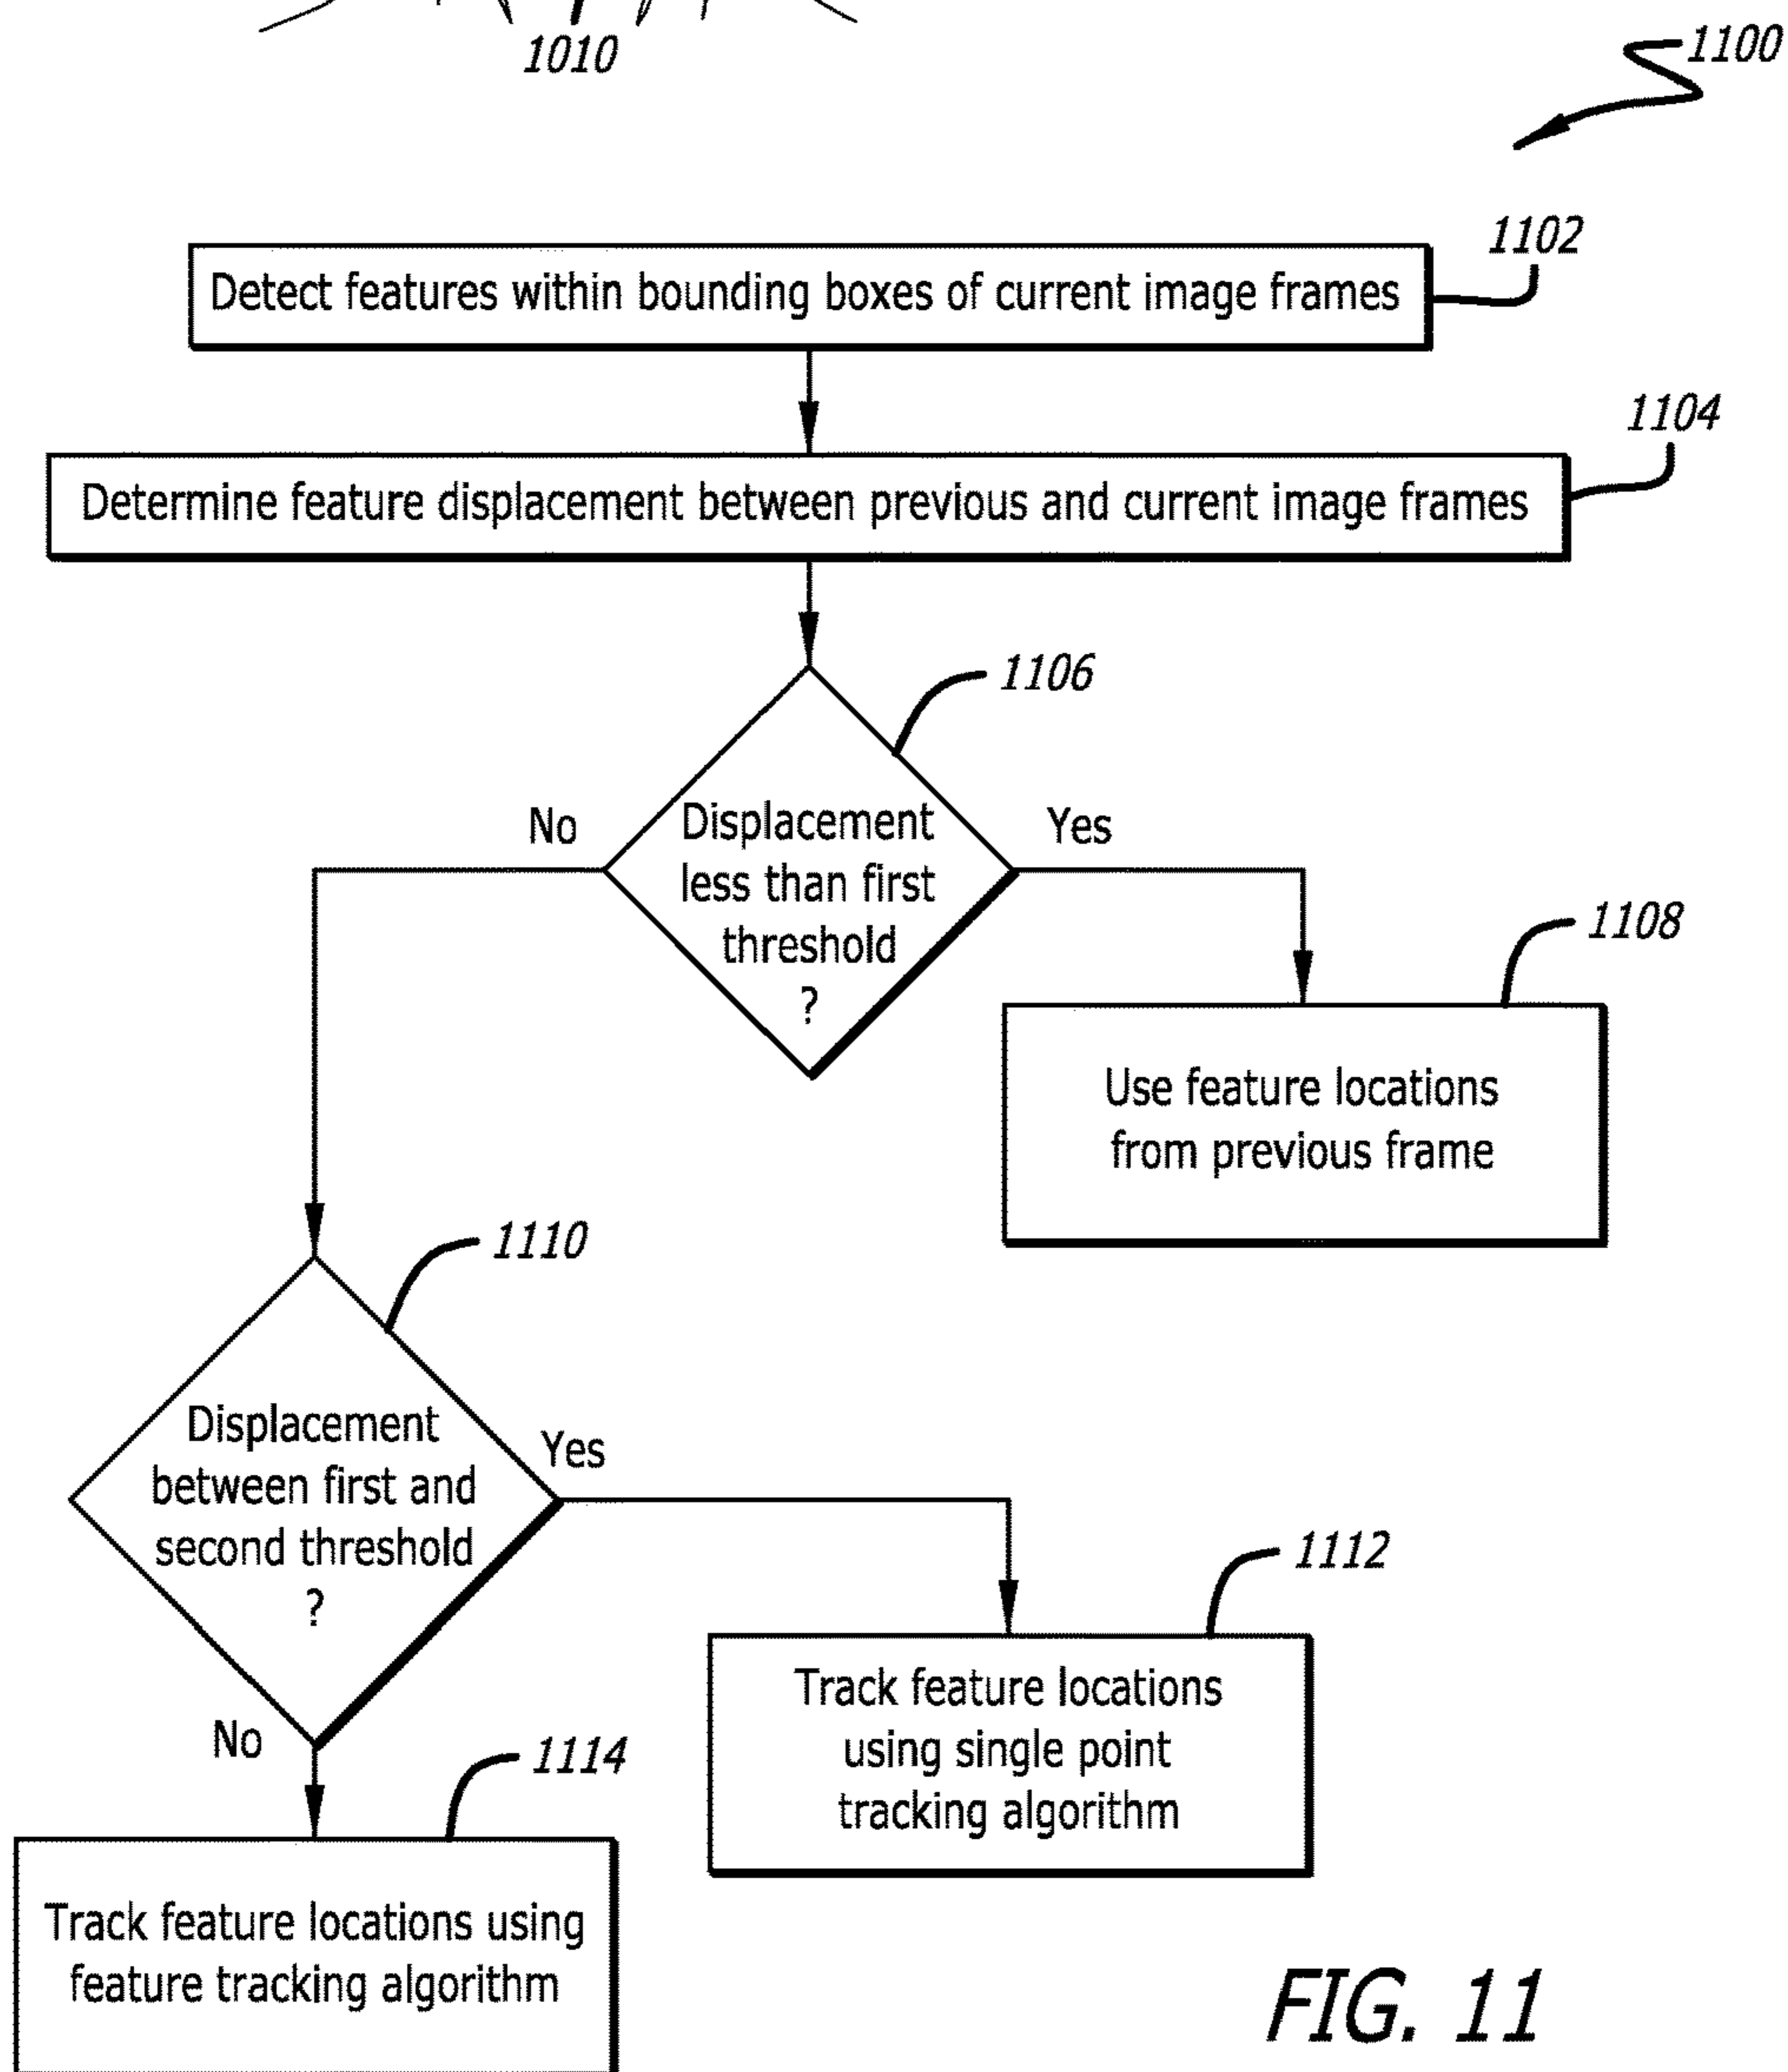 1010
1100
1102
Detect features within bounding boxes of current image frames
1104
Determine feature displacement between previous and current image frames
1106
No
Displacement
less than first
threshold
?
Yes
1108
Use feature locations
from previous frame
1110
Displacement
between first and
second threshold
?
Yes
1112
Track feature locations
using single point
tracking algorithm
No
1114
Track feature locations using
feature tracking algorithm
FIG. 11